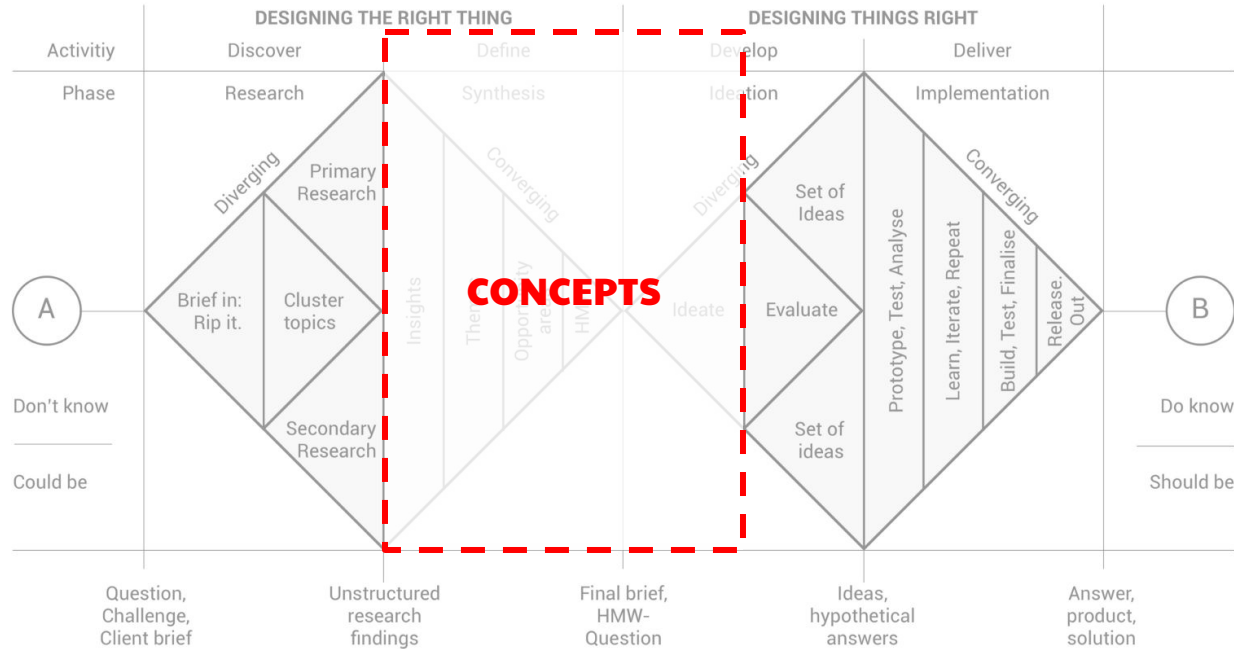 DESIGNING THE RIGHT THING
DESIGNING THINGS RIGHT
Activitiy
Discover
Define
Develop
Deliver
Phase
Research
Synthesis
Ideation
Implementation
Diverging
Primary
Research
Converging
Diverging
Set of
Ideas
Converging
A
Brief in:
Rip it.
Cluster
topics
Insights
Opportunity
CONCEPTS
Ideate
Evaluate
Prototype, Test, Analyse
Learn, Iterate, Repeat
Build, Test, Finalise
Release.
Out
B
Don't know
Could be
Secondary
Research
Set of
ideas
Do know
Should be
Question,
Challenge,
Client brief
Unstructured
research
findings
Final brief,
HMW-
Question
Ideas,
hypothetical
answers
Answer,
product,
solution